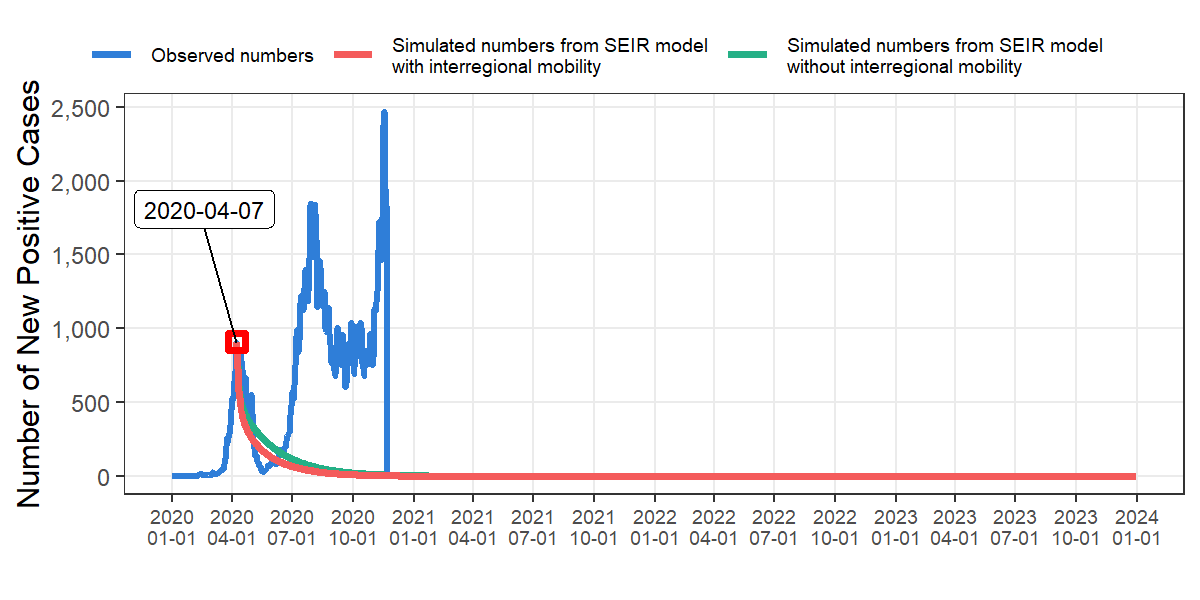 Observed numbers
Simulated numbers from SEIR model
with interregional mobility
Simulated numbers from SEIR model
without interregional mobility
Number of New Positive Cases
2,500
2,000
1,500
1,000
500
0
2020-04-07
2020 2020 2020 2020 2021 2021 2021 2021 2022 2022 2022 2022 2023 2023 2023 2023 2024
01-01 04-01 07-01 10-01 01-01 04-01 07-01 10-01 01-01 04-01 07-01 10-01 01-01 04-01 07-01 10-01 01-01